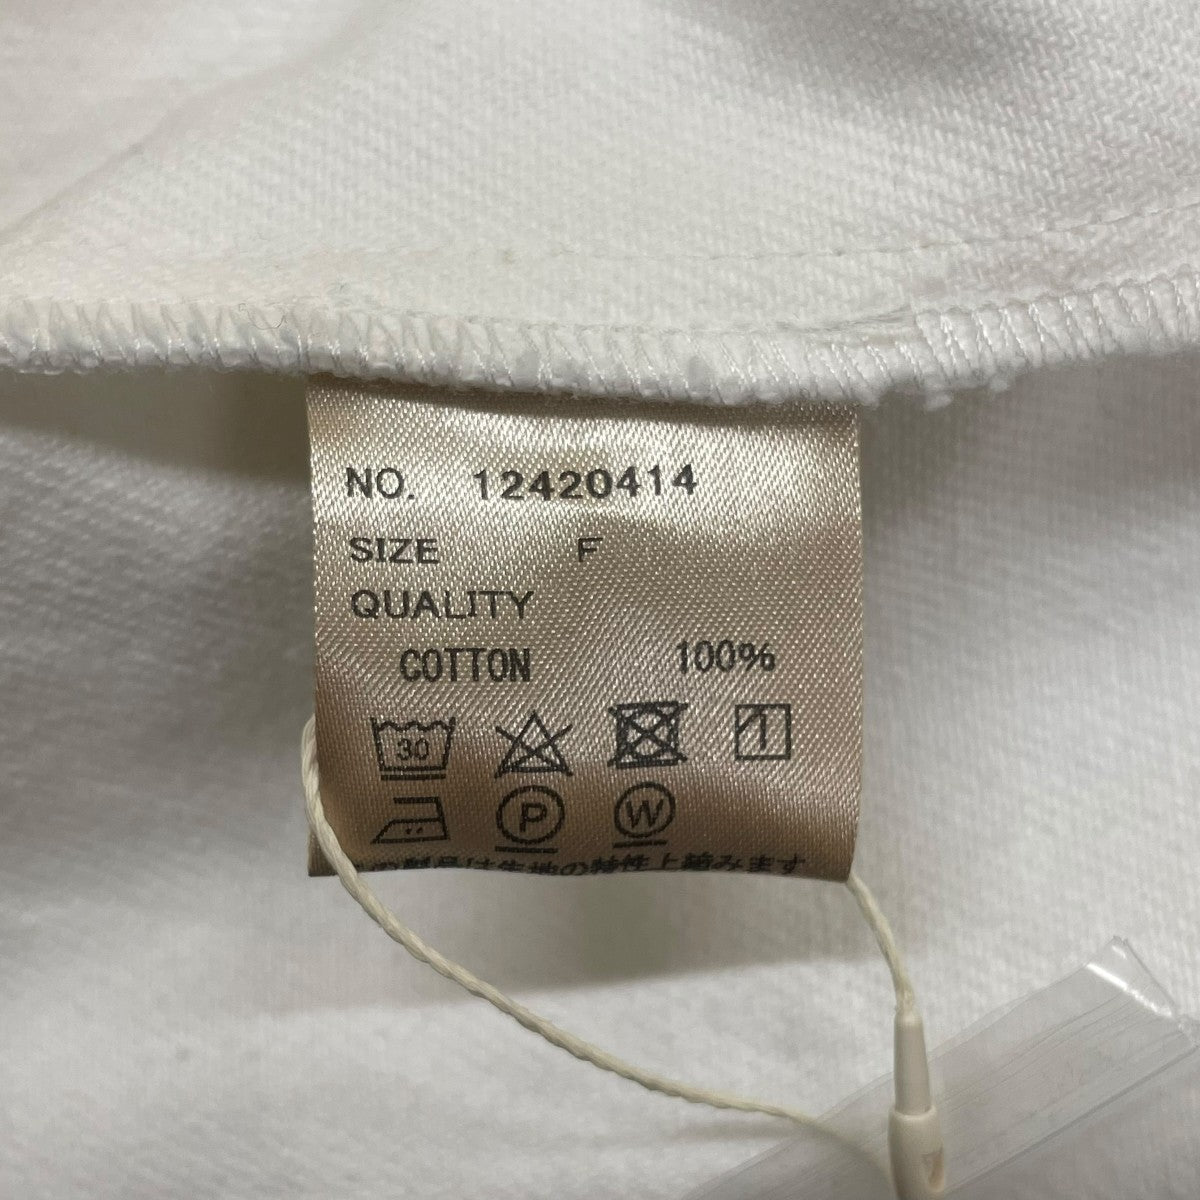 NO. 12420414
SIZE F
QUALITY
COTTON 100%
30
P W
の製品は生地の特性上縮みます